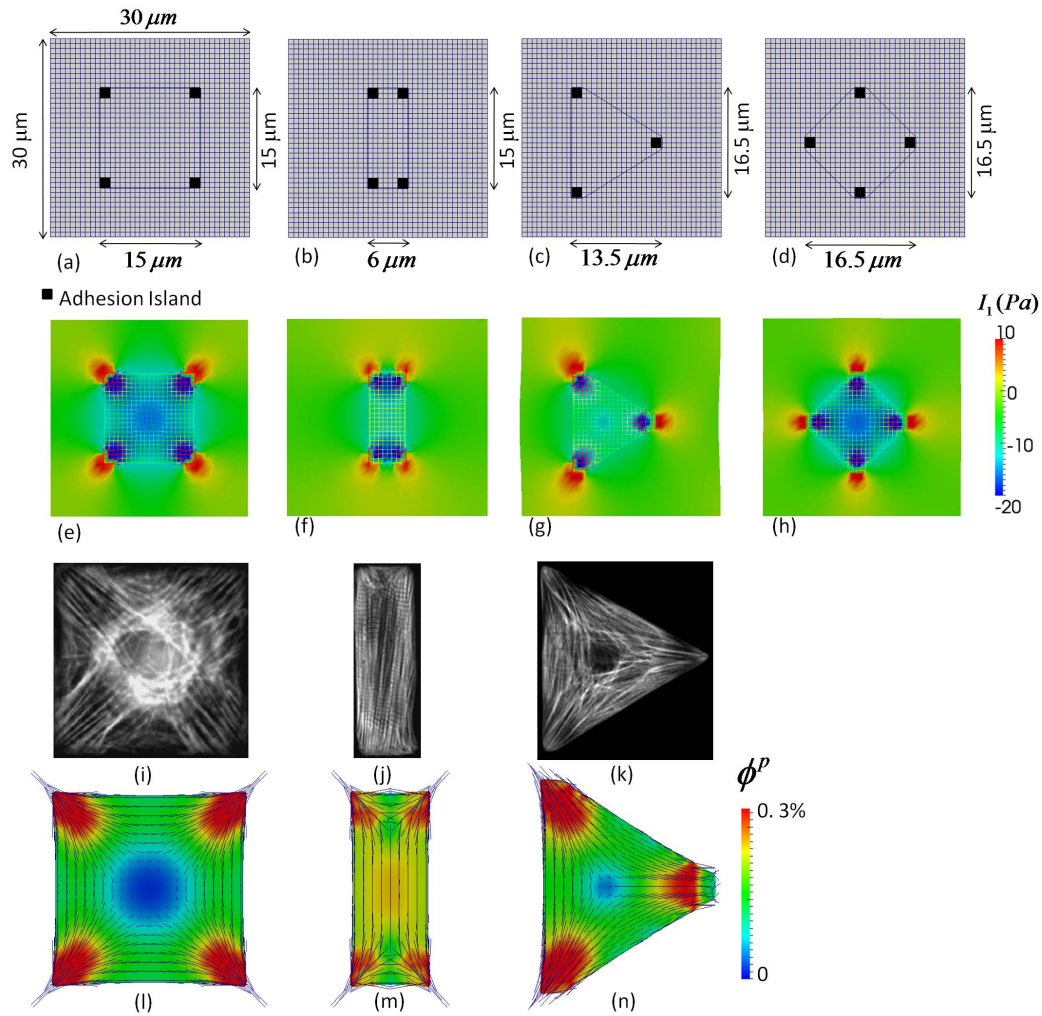 30 μm
30 μm
15 μm
15 μm
16.5 μm
16.5 μm
(a)
15 μm
(b)
6 μm
(c)
13.5 μm
(d)
16.5 μm
Adhesion Island
I₁ (Pa)
10
0
-10
-20
(e)
(f)
(g)
(h)
(i)
(j)
(k)
ϕᵖ
0. 3%
0
(l)
(m)
(n)